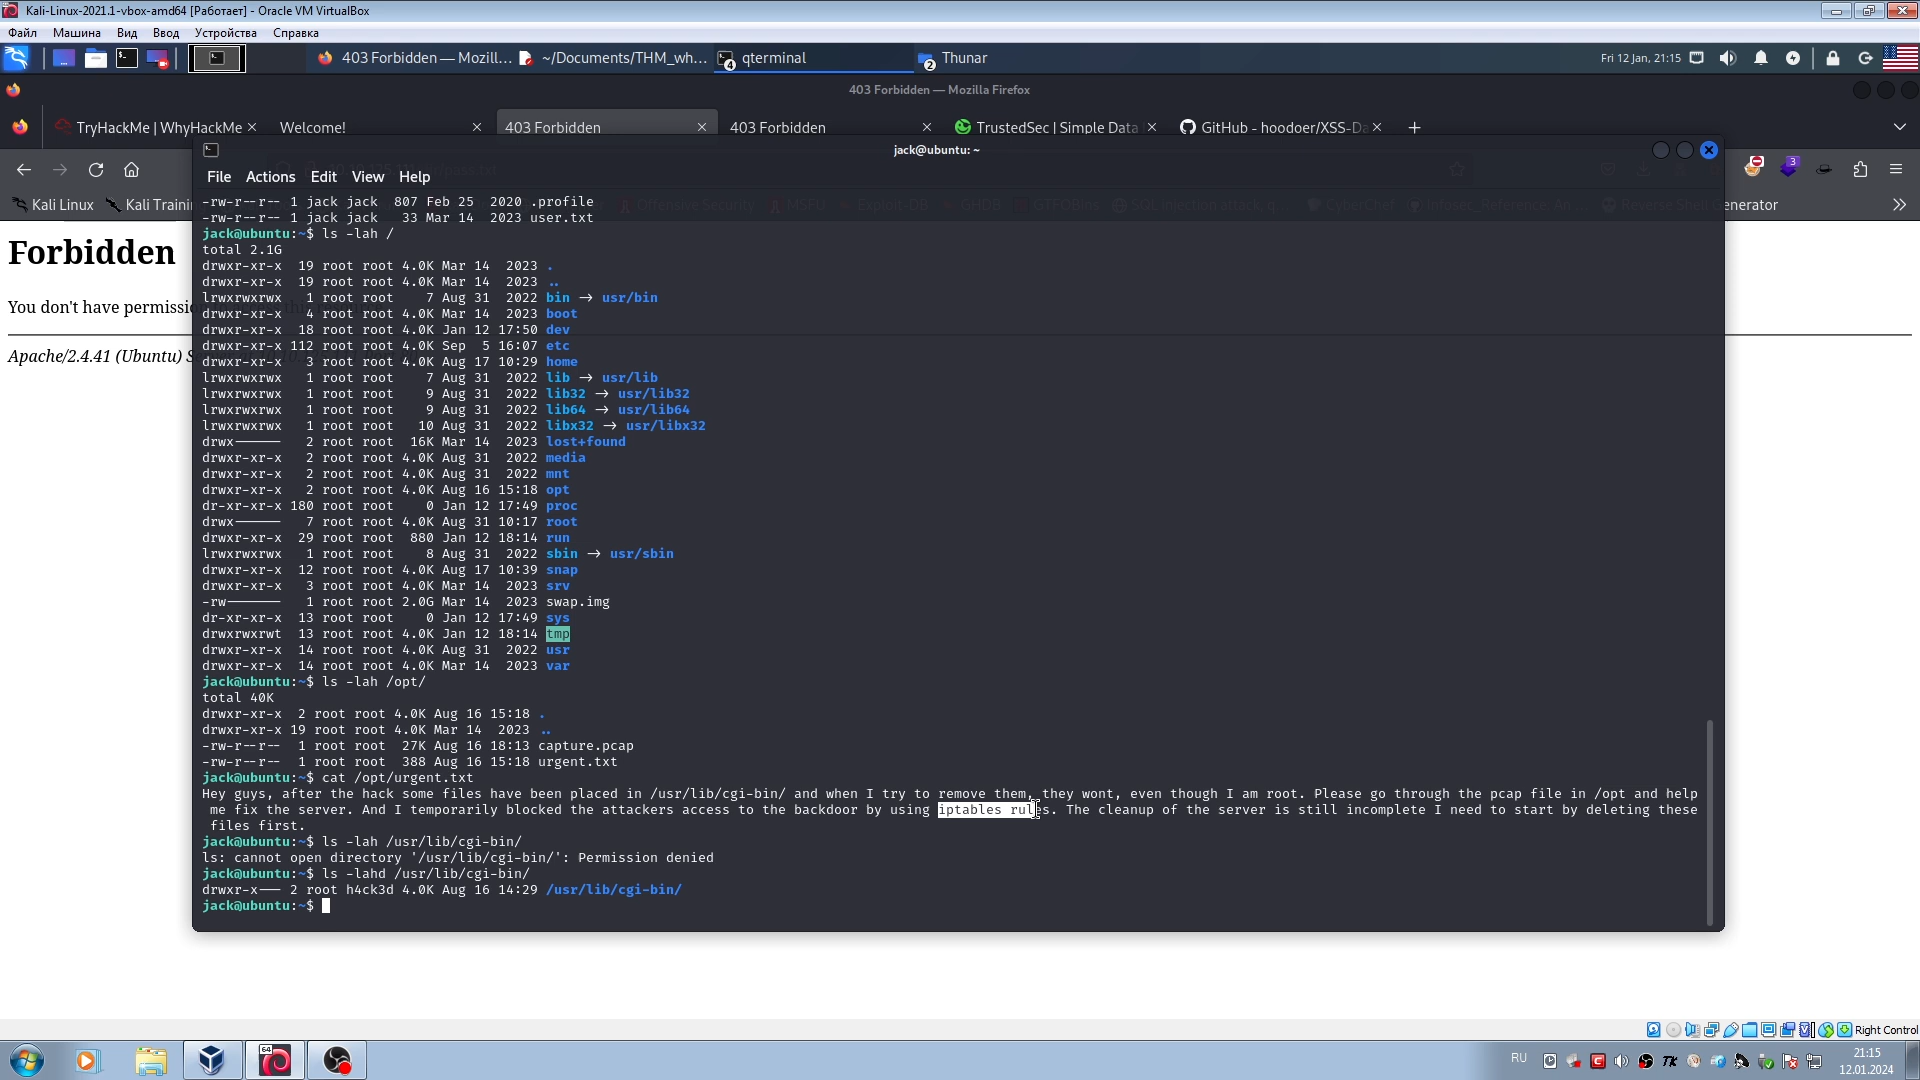 Kali-Linux-2021.1-vbox-amd64 [Работает] - Oracle VM VirtualBox
Файл Машина Вид Ввод Устройства Справка
403 Forbidden — Mozill... ~/Documents/THM_wh... 4 qterminal 2 Thunar Fri 12 Jan, 21:15
403 Forbidden — Mozilla Firefox
TryHackMe | WhyHackMe Welcome! 403 Forbidden 403 Forbidden TrustedSec | Simple Data GitHub - hoodoer/XSS-Da
jack@ubuntu: ~
3
File Actions Edit View Help
Kali Linux Kali Traini Offensive Security MSFU Exploit-DB GHDB GTFOBins SQL injection attack, q... CyberChef Infosec_Reference: An Reverse Shell Generator
-rw-r--r-- 1 jack jack 807 Feb 25 2020 .profile
-rw-r--r-- 1 jack jack 33 Mar 14 2023 user.txt
jack@ubuntu:~$ ls -lah /
total 2.1G
drwxr-xr-x 19 root root 4.0K Mar 14 2023 .
drwxr-xr-x 19 root root 4.0K Mar 14 2023 ..
lrwxrwxrwx 1 root root 7 Aug 31 2022 bin → usr/bin
drwxr-xr-x 4 root root 4.0K Mar 14 2023 boot
drwxr-xr-x 18 root root 4.0K Jan 12 17:50 dev
drwxr-xr-x 112 root root 4.0K Sep 5 16:07 etc
drwxr-xr-x 3 root root 4.0K Aug 17 10:29 home
lrwxrwxrwx 1 root root 7 Aug 31 2022 lib → usr/lib
lrwxrwxrwx 1 root root 9 Aug 31 2022 lib32 → usr/lib32
lrwxrwxrwx 1 root root 9 Aug 31 2022 lib64 → usr/lib64
lrwxrwxrwx 1 root root 10 Aug 31 2022 libx32 → usr/libx32
drwx------ 2 root root 16K Mar 14 2023 lost+found
drwxr-xr-x 2 root root 4.0K Aug 31 2022 media
drwxr-xr-x 2 root root 4.0K Aug 31 2022 mnt
drwxr-xr-x 2 root root 4.0K Aug 16 15:18 opt
dr-xr-xr-x 180 root root 0 Jan 12 17:49 proc
drwx------ 7 root root 4.0K Aug 31 10:17 root
drwxr-xr-x 29 root root 880 Jan 12 18:14 run
lrwxrwxrwx 1 root root 8 Aug 31 2022 sbin → usr/sbin
drwxr-xr-x 12 root root 4.0K Aug 17 10:39 snap
drwxr-xr-x 3 root root 4.0K Mar 14 2023 srv
-rw------- 1 root root 2.0G Mar 14 2023 swap.img
dr-xr-xr-x 13 root root 0 Jan 12 17:49 sys
drwxrwxrwt 13 root root 4.0K Jan 12 18:14 tmp
drwxr-xr-x 14 root root 4.0K Aug 31 2022 usr
drwxr-xr-x 14 root root 4.0K Mar 14 2023 var
jack@ubuntu:~$ ls -lah /opt/
total 40K
drwxr-xr-x 2 root root 4.0K Aug 16 15:18 .
drwxr-xr-x 19 root root 4.0K Mar 14 2023 ..
-rw-r--r-- 1 root root 27K Aug 16 18:13 capture.pcap
-rw-r--r-- 1 root root 388 Aug 16 15:18 urgent.txt
jack@ubuntu:~$ cat /opt/urgent.txt
Hey guys, after the hack some files have been placed in /usr/lib/cgi-bin/ and when I try to remove them, they wont, even though I am root. Please go through the pcap file in /opt and help
me fix the server. And I temporarily blocked the attackers access to the backdoor by using iptables rules. The cleanup of the server is still incomplete I need to start by deleting these
files first.
jack@ubuntu:~$ ls -lah /usr/lib/cgi-bin/
ls: cannot open directory '/usr/lib/cgi-bin/': Permission denied
jack@ubuntu:~$ ls -lahd /usr/lib/cgi-bin/
drwxr-x--- 2 root h4ck3d 4.0K Aug 16 14:29 /usr/lib/cgi-bin/
jack@ubuntu:~$
Forbidden
You don't have permission
Apache/2.4.41 (Ubuntu)
Right Control
64 RU TK 21:15
12.01.2024